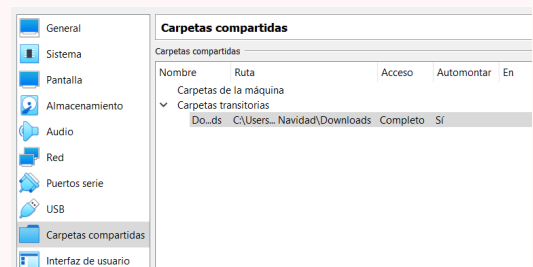 General
Sistema
Pantalla
Almacenamiento
Audio
Red
Puertos serie
USB
Carpetas compartidas
Interfaz de usuario
Carpetas compartidas
Carpetas compartidas
Nombre Ruta Acceso Automontar En
Carpetas de la máquina
Carpetas transitorias
Do...ds C:\Users... Navidad\Downloads Completo Sí